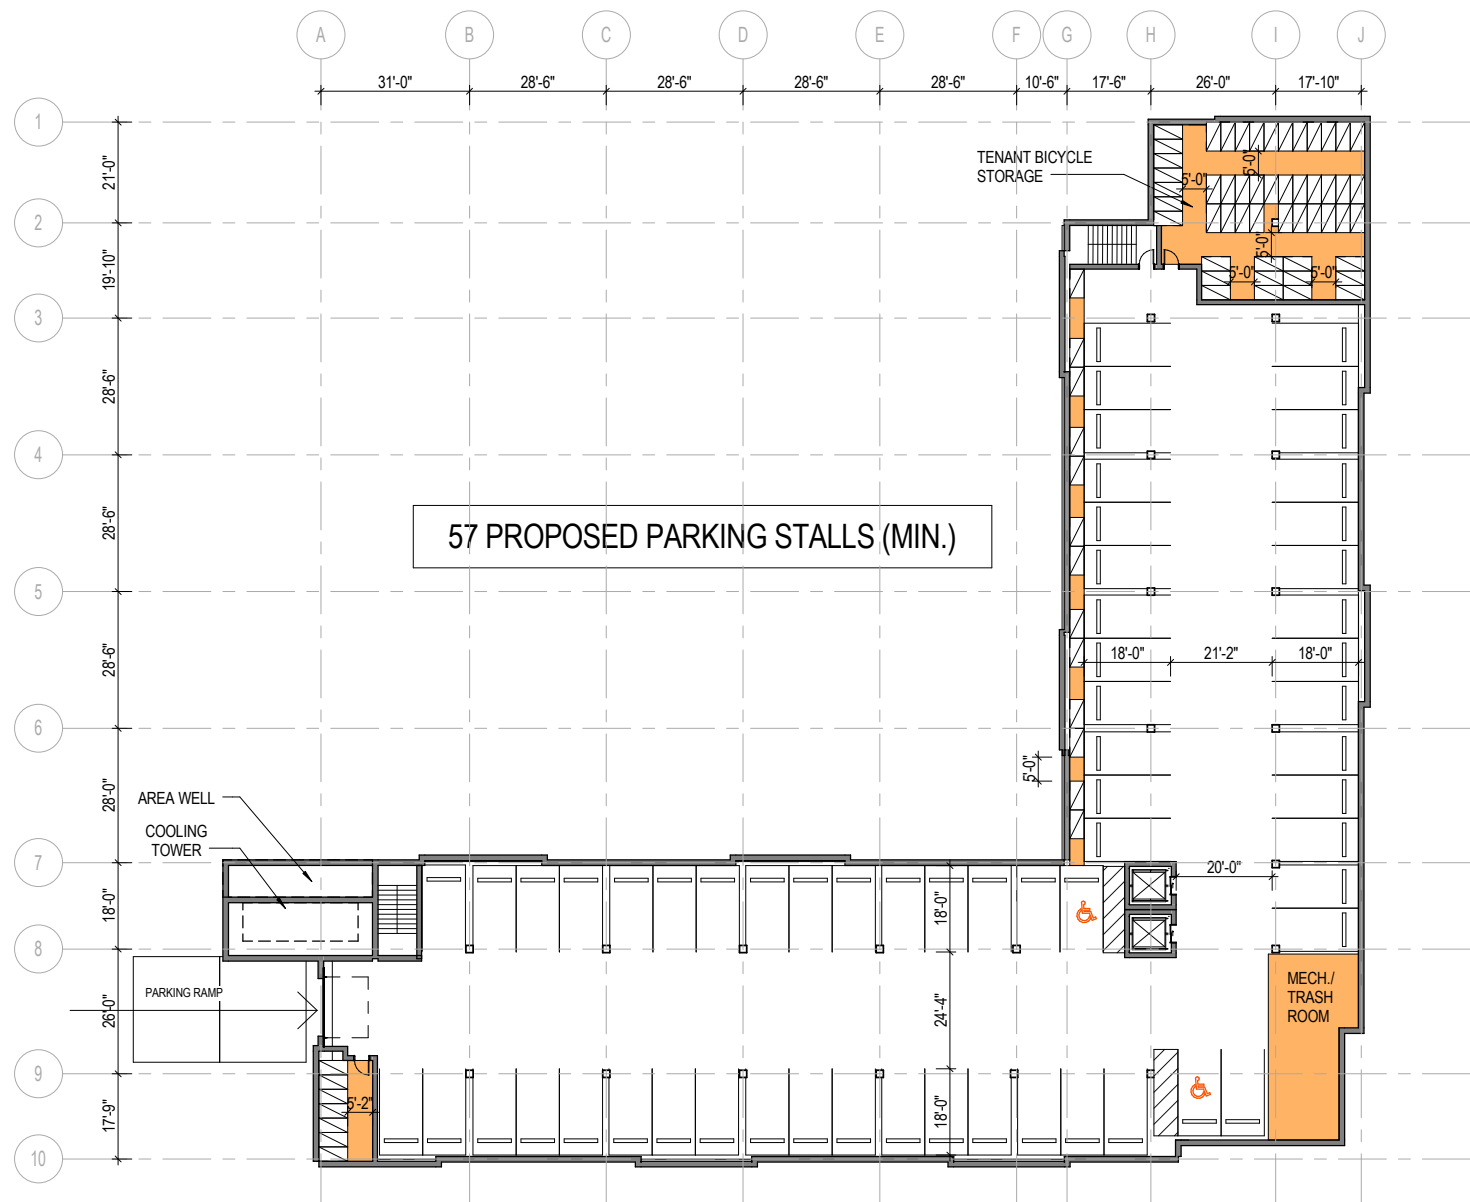 A B C D E F G H I J
31'-0" 28'-6" 28'-6" 28'-6" 28'-6" 10'-6" 17'-6" 26'-0" 17'-10"
1
21'-0"
TENANT BICYCLE
STORAGE
5'-0"
5'-0"
2
19'-10"
5'-0"
5'-0"
5'-0"
3
28'-6"
4
28'-6"
57 PROPOSED PARKING STALLS (MIN.)
5
28'-6"
18'-0" 21'-2" 18'-0"
6
28'-0"
5'-0"
AREA WELL
COOLING
TOWER
7
20'-0"
18'-0"
18'-0"
8
PARKING RAMP
26'-0"
24'-4"
MECH./
TRASH
ROOM
9
17'-9"
5'-2"
18'-0"
10